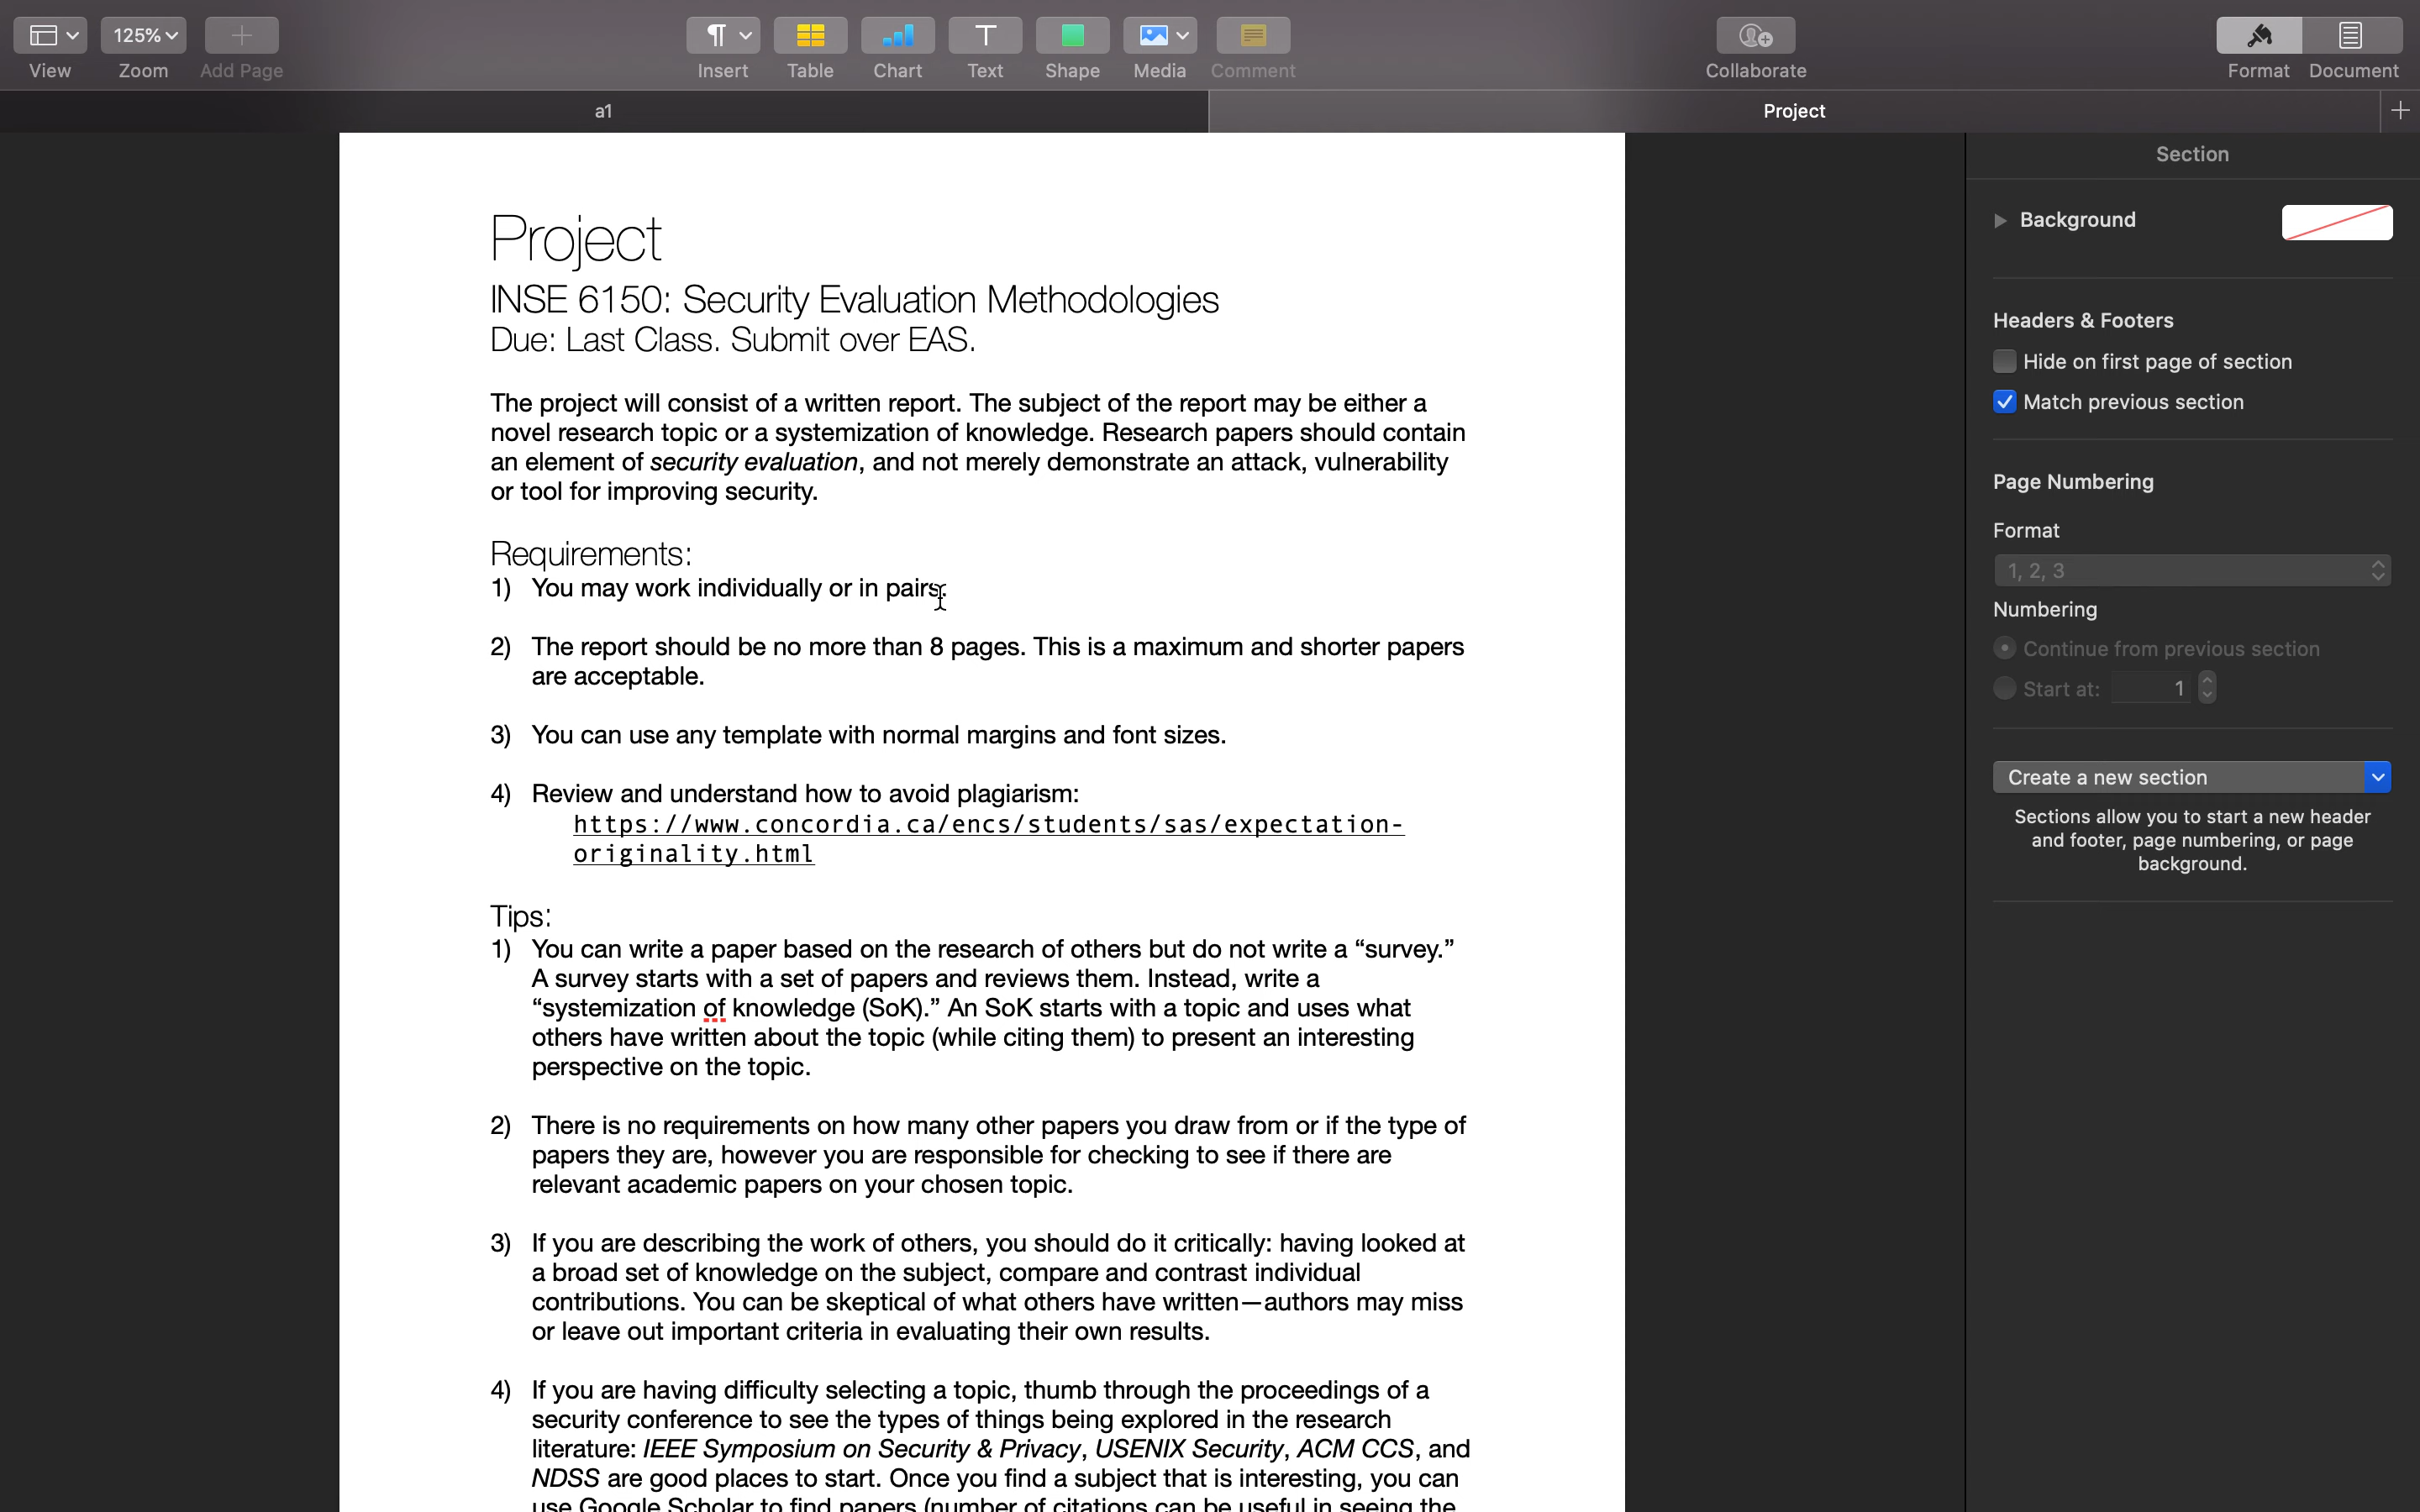 125%
View
Zoom
Add Page
Insert
Table
Chart
Text
Shape
Media
Comment
Collaborate
Format
Document
a1
Project
Project
INSE 6150: Security Evaluation Methodologies
Due: Last Class. Submit over EAS.
The project will consist of a written report. The subject of the report may be either a
novel research topic or a systemization of knowledge. Research papers should contain
an element of security evaluation, and not merely demonstrate an attack, vulnerability
or tool for improving security.
Requirements:
1) You may work individually or in pairs.
2) The report should be no more than 8 pages. This is a maximum and shorter papers
are acceptable.
3) You can use any template with normal margins and font sizes.
4) Review and understand how to avoid plagiarism:
https://www.concordia.ca/encs/students/sas/expectation-
originality.html
Tips:
1) You can write a paper based on the research of others but do not write a “survey.”
A survey starts with a set of papers and reviews them. Instead, write a
“systemization of knowledge (SoK).” An SoK starts with a topic and uses what
others have written about the topic (while citing them) to present an interesting
perspective on the topic.
2) There is no requirements on how many other papers you draw from or if the type of
papers they are, however you are responsible for checking to see if there are
relevant academic papers on your chosen topic.
3) If you are describing the work of others, you should do it critically: having looked at
a broad set of knowledge on the subject, compare and contrast individual
contributions. You can be skeptical of what others have written—authors may miss
or leave out important criteria in evaluating their own results.
4) If you are having difficulty selecting a topic, thumb through the proceedings of a
security conference to see the types of things being explored in the research
literature: IEEE Symposium on Security & Privacy, USENIX Security, ACM CCS, and
NDSS are good places to start. Once you find a subject that is interesting, you can
use Google Scholar to find papers (number of citations can be useful in seeing the
Section
Background
Headers & Footers
Hide on first page of section
Match previous section
Page Numbering
Format
1, 2, 3
Numbering
Continue from previous section
Start at: 1
Create a new section
Sections allow you to start a new header
and footer, page numbering, or page
background.